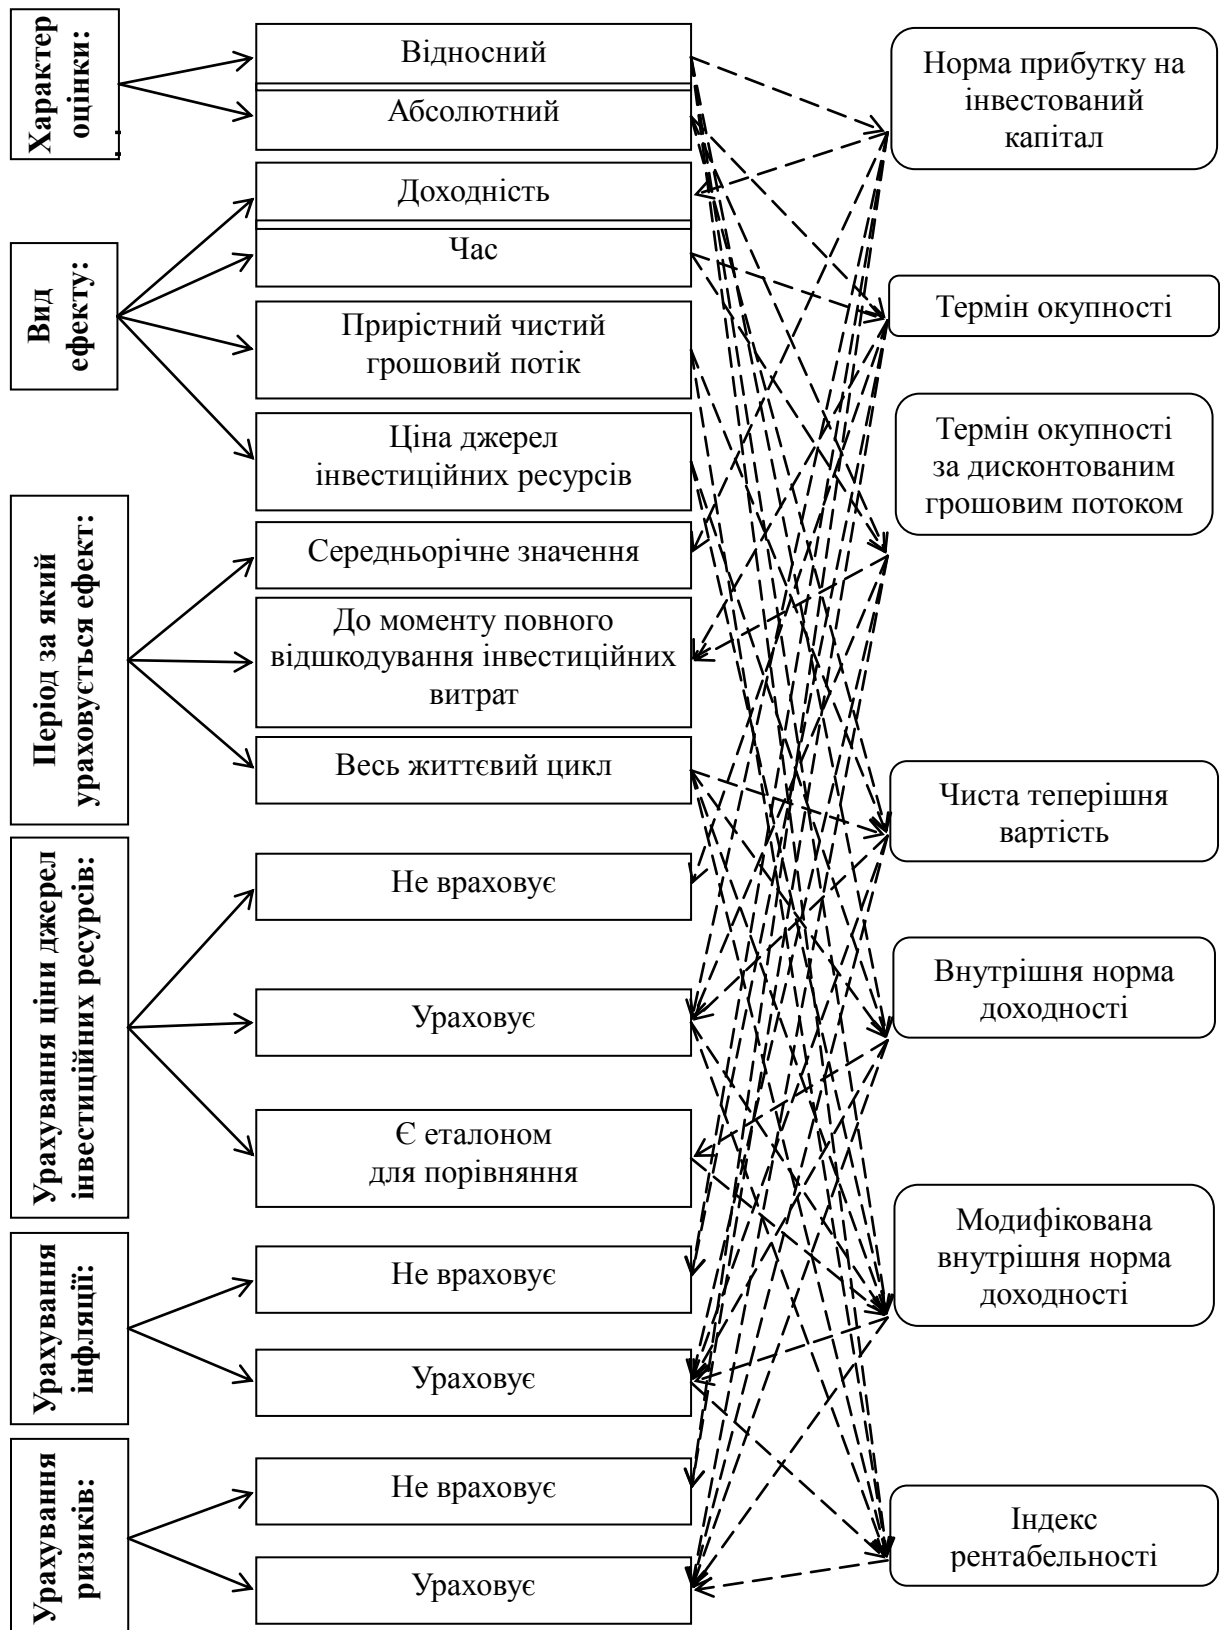 Характер
оцінки:
Відносний
Абсолютний
Вид
ефекту:
Доходність
Час
Прирістний чистий
грошовий потік
Ціна джерел
інвестиційних ресурсів
Період за який
ураховується ефект:
Середньорічне значення
До моменту повного
відшкодування інвестиційних
витрат
Весь життєвий цикл
Урахування ціни джерел
інвестиційних ресурсів:
Не враховує
Ураховує
Є еталоном
для порівняння
Урахування
інфляції:
Не враховує
Ураховує
Урахування
ризиків:
Не враховує
Ураховує
Норма прибутку на
інвестований
капітал
Термін окупності
Термін окупності
за дисконтованим
грошовим потоком
Чиста теперішня
вартість
Внутрішня норма
доходності
Модифікована
внутрішня норма
доходності
Індекс
рентабельності